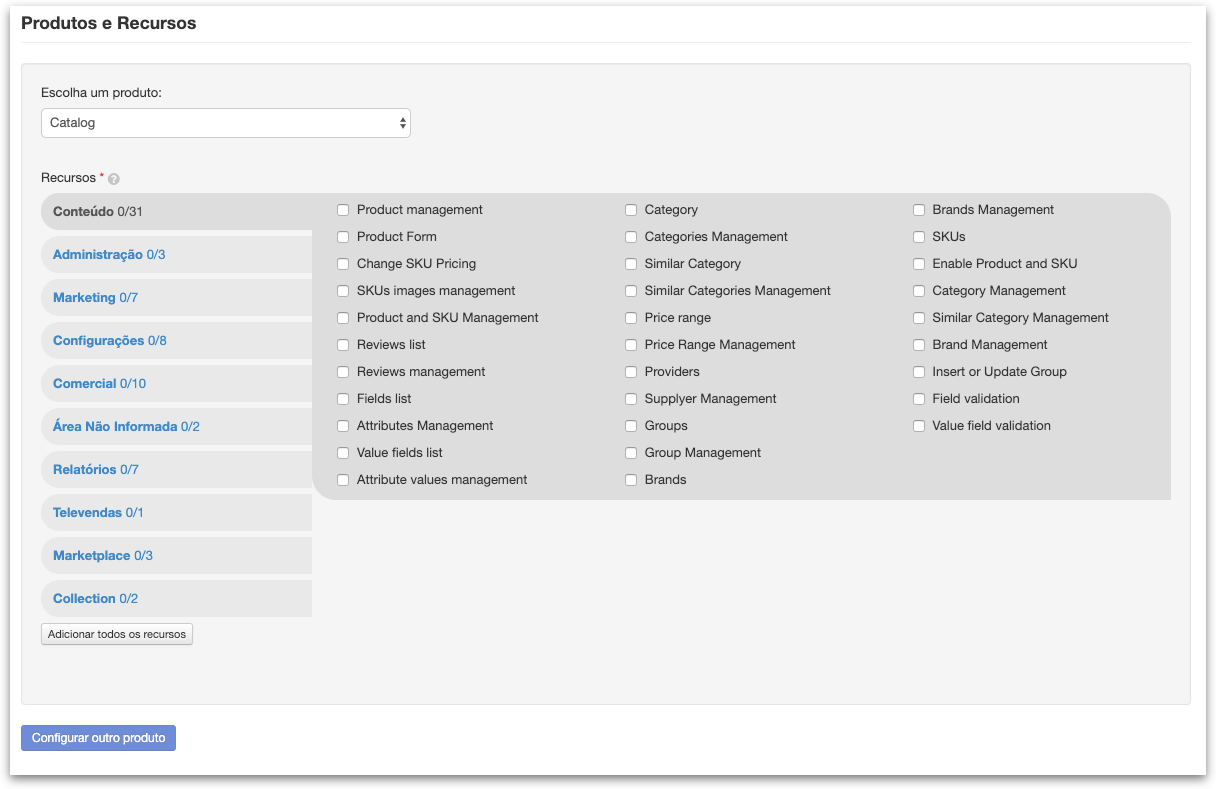 Produtos e Recursos
Escolha um produto:
Catalog
Recursos * ?
Conteúdo 0/31
Administração 0/3
Marketing 0/7
Configurações 0/8
Comercial 0/10
Área Não Informada 0/2
Relatórios 0/7
Televendas 0/1
Marketplace 0/3
Collection 0/2
Product management
Product Form
Change SKU Pricing
SKUs images management
Product and SKU Management
Reviews list
Reviews management
Fields list
Attributes Management
Value fields list
Attribute values management
Category
Categories Management
Similar Category
Similar Categories Management
Price range
Price Range Management
Providers
Supplyer Management
Groups
Group Management
Brands
Brands Management
SKUs
Enable Product and SKU
Category Management
Similar Category Management
Brand Management
Insert or Update Group
Field validation
Value field validation
Adicionar todos os recursos
Configurar outro produto